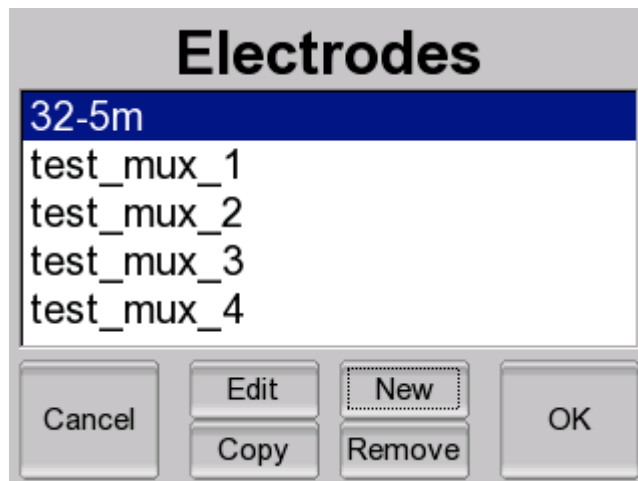 Electrodes
32-5m
test_mux_1
test_mux_2
test_mux_3
test_mux_4
Cancel
Edit
New
OK
Copy
Remove